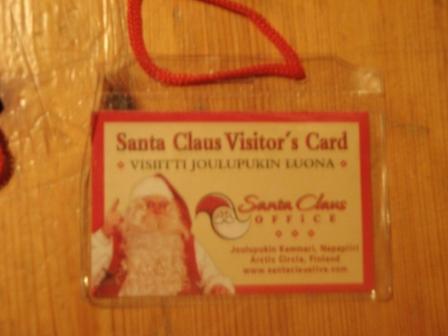 Santa Claus Visitor´s Card
VISIITTI JOULUPUKIN LUONA
Santa Claus
OFFICE
Joulupukin Kammari, Napapiiri
Arctic Circle, Finland
www.santaclauslive.com